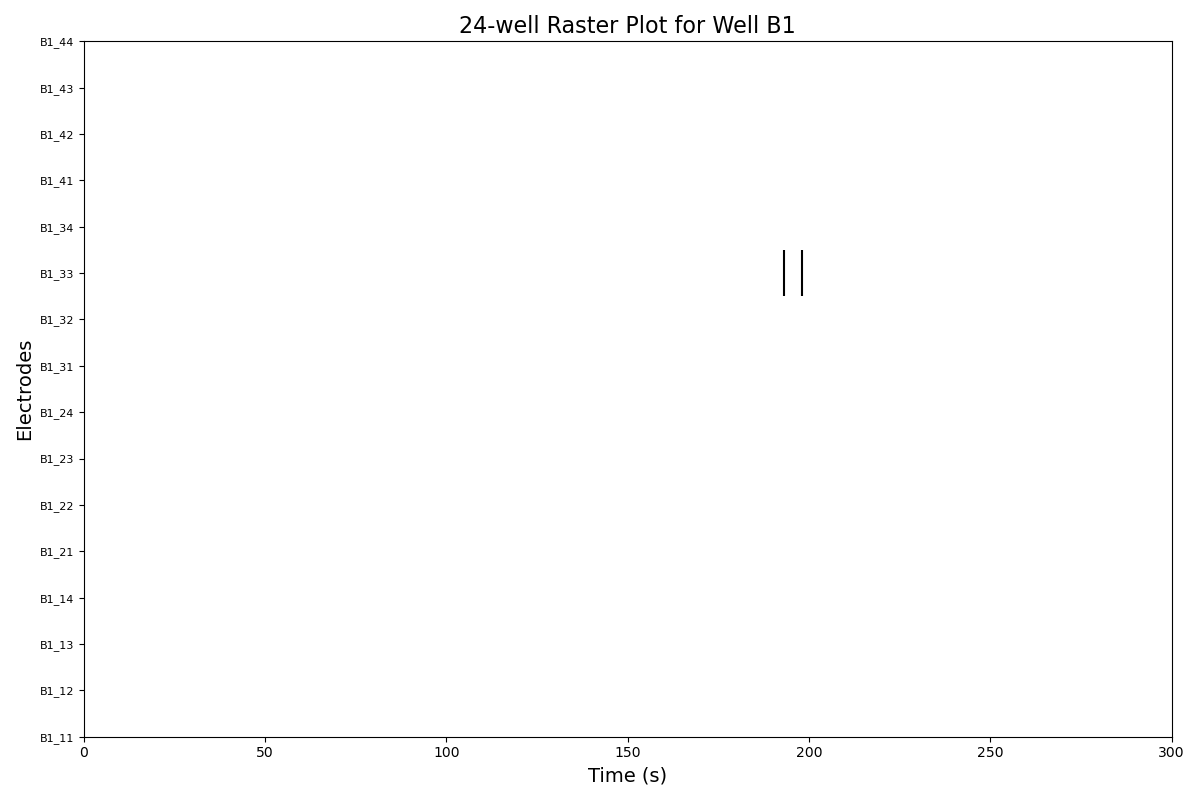 24-well Raster Plot for Well B1
B1_44
B1_43
B1_42
B1_41
B1_34
B1_33
B1_32
B1_31
B1_24
B1_23
B1_22
B1_21
B1_14
B1_13
B1_12
B1_11
Electrodes
0 50 100 150 200 250 300
Time (s)